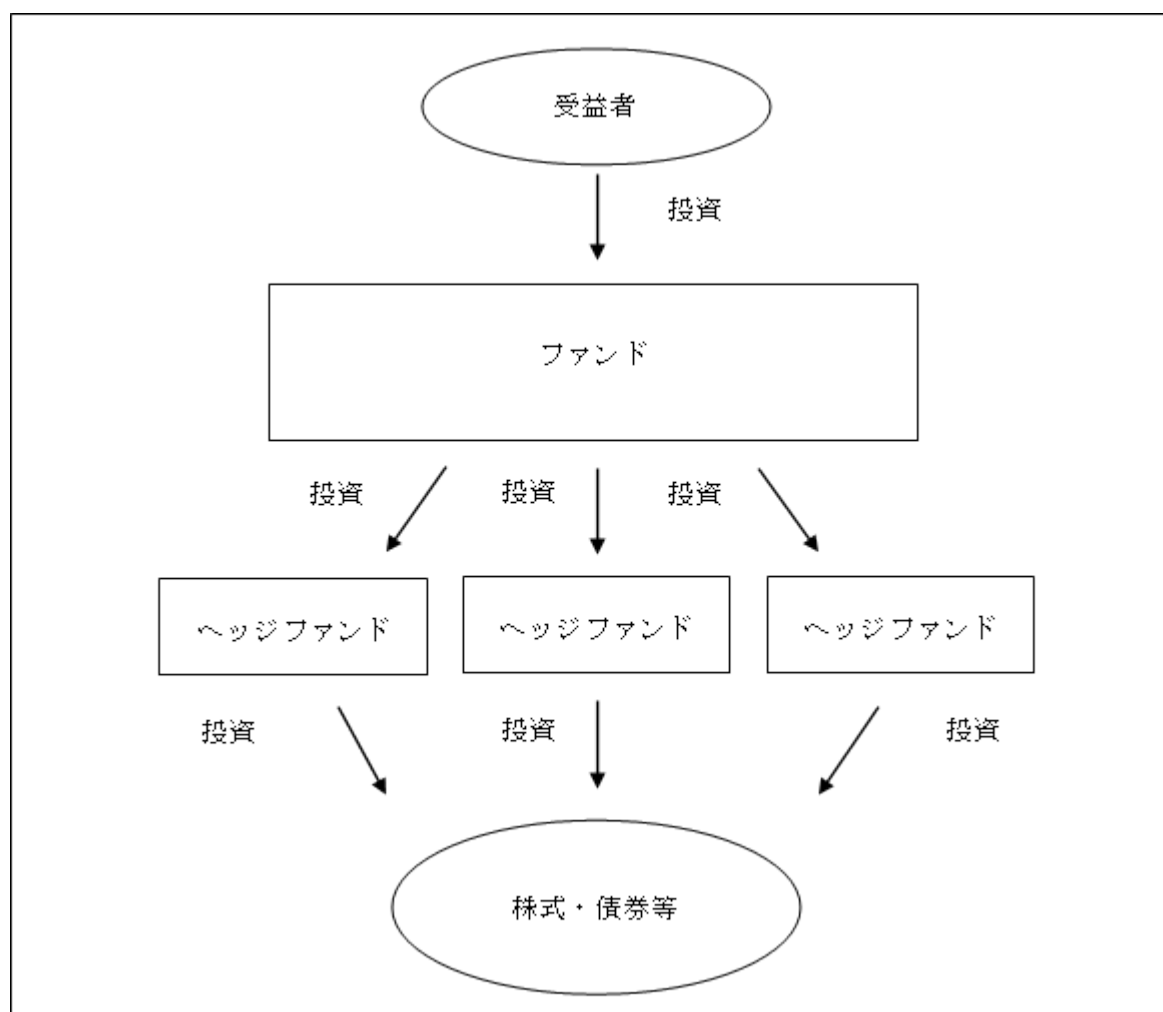 受益者
投資
ファンド
投資 投資 投資
ヘッジファンド ヘッジファンド ヘッジファンド
投資 投資 投資
株式・債券等